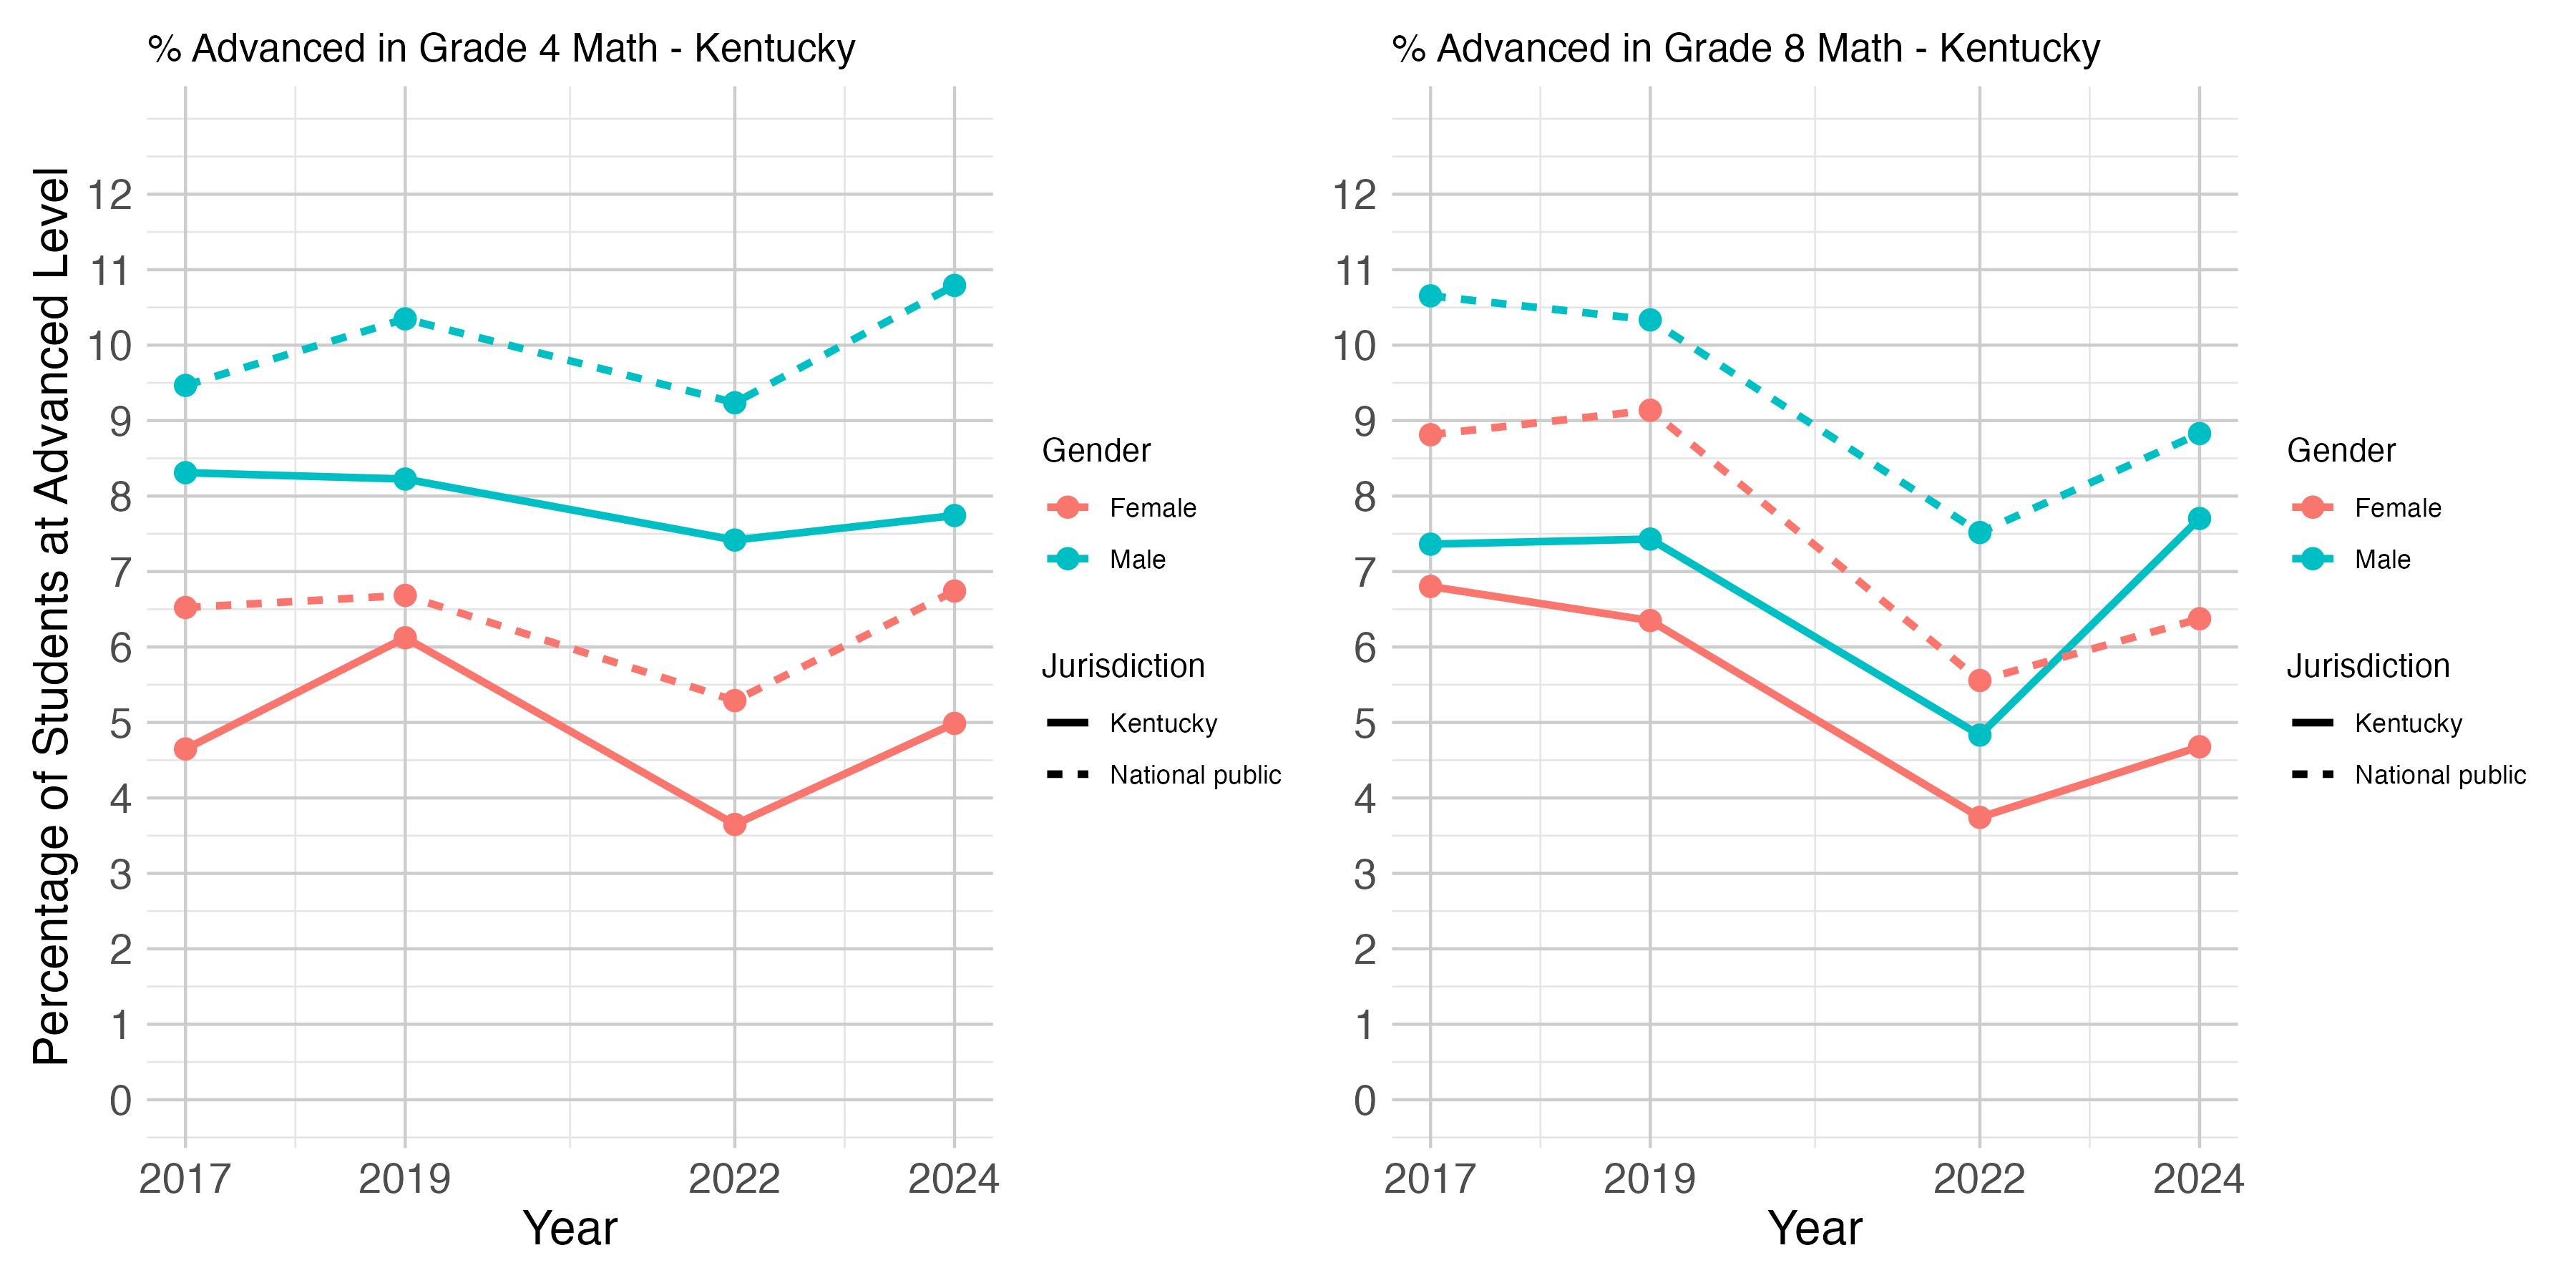 % Advanced in Grade 4 Math - Kentucky
Percentage of Students at Advanced Level
12
11
10
9
8
7
6
5
4
3
2
1
0
2017 2019 2022 2024
Year
Gender
Female
Male
Jurisdiction
Kentucky
National public
% Advanced in Grade 8 Math - Kentucky
12
11
10
9
8
7
6
5
4
3
2
1
0
2017 2019 2022 2024
Year
Gender
Female
Male
Jurisdiction
Kentucky
National public